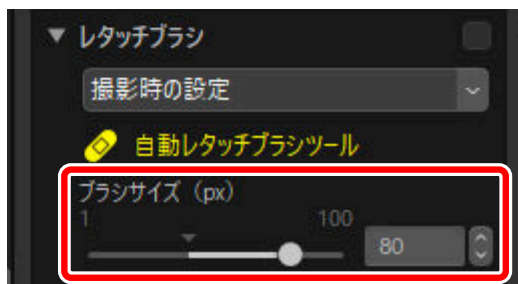 レタッチブラシ
撮影時の設定
自動レタッチブラシツール
ブラシサイズ（px）
1 100
80